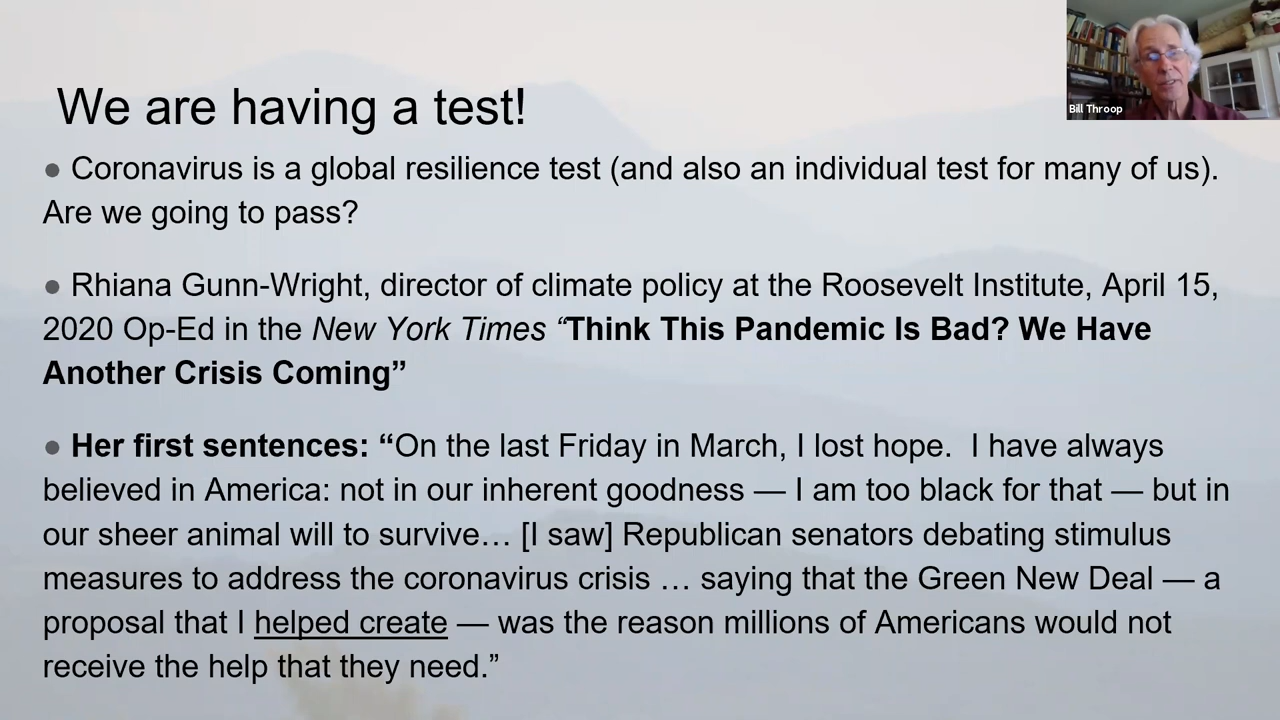 Bill Throop
We are having a test!
● Coronavirus is a global resilience test (and also an individual test for many of us).
Are we going to pass?
● Rhiana Gunn-Wright, director of climate policy at the Roosevelt Institute, April 15,
2020 Op-Ed in the New York Times “Think This Pandemic Is Bad? We Have
Another Crisis Coming”
● Her first sentences: “On the last Friday in March, I lost hope.  I have always
believed in America: not in our inherent goodness — I am too black for that — but in
our sheer animal will to survive… [I saw] Republican senators debating stimulus
measures to address the coronavirus crisis … saying that the Green New Deal — a
proposal that I helped create — was the reason millions of Americans would not
receive the help that they need.”